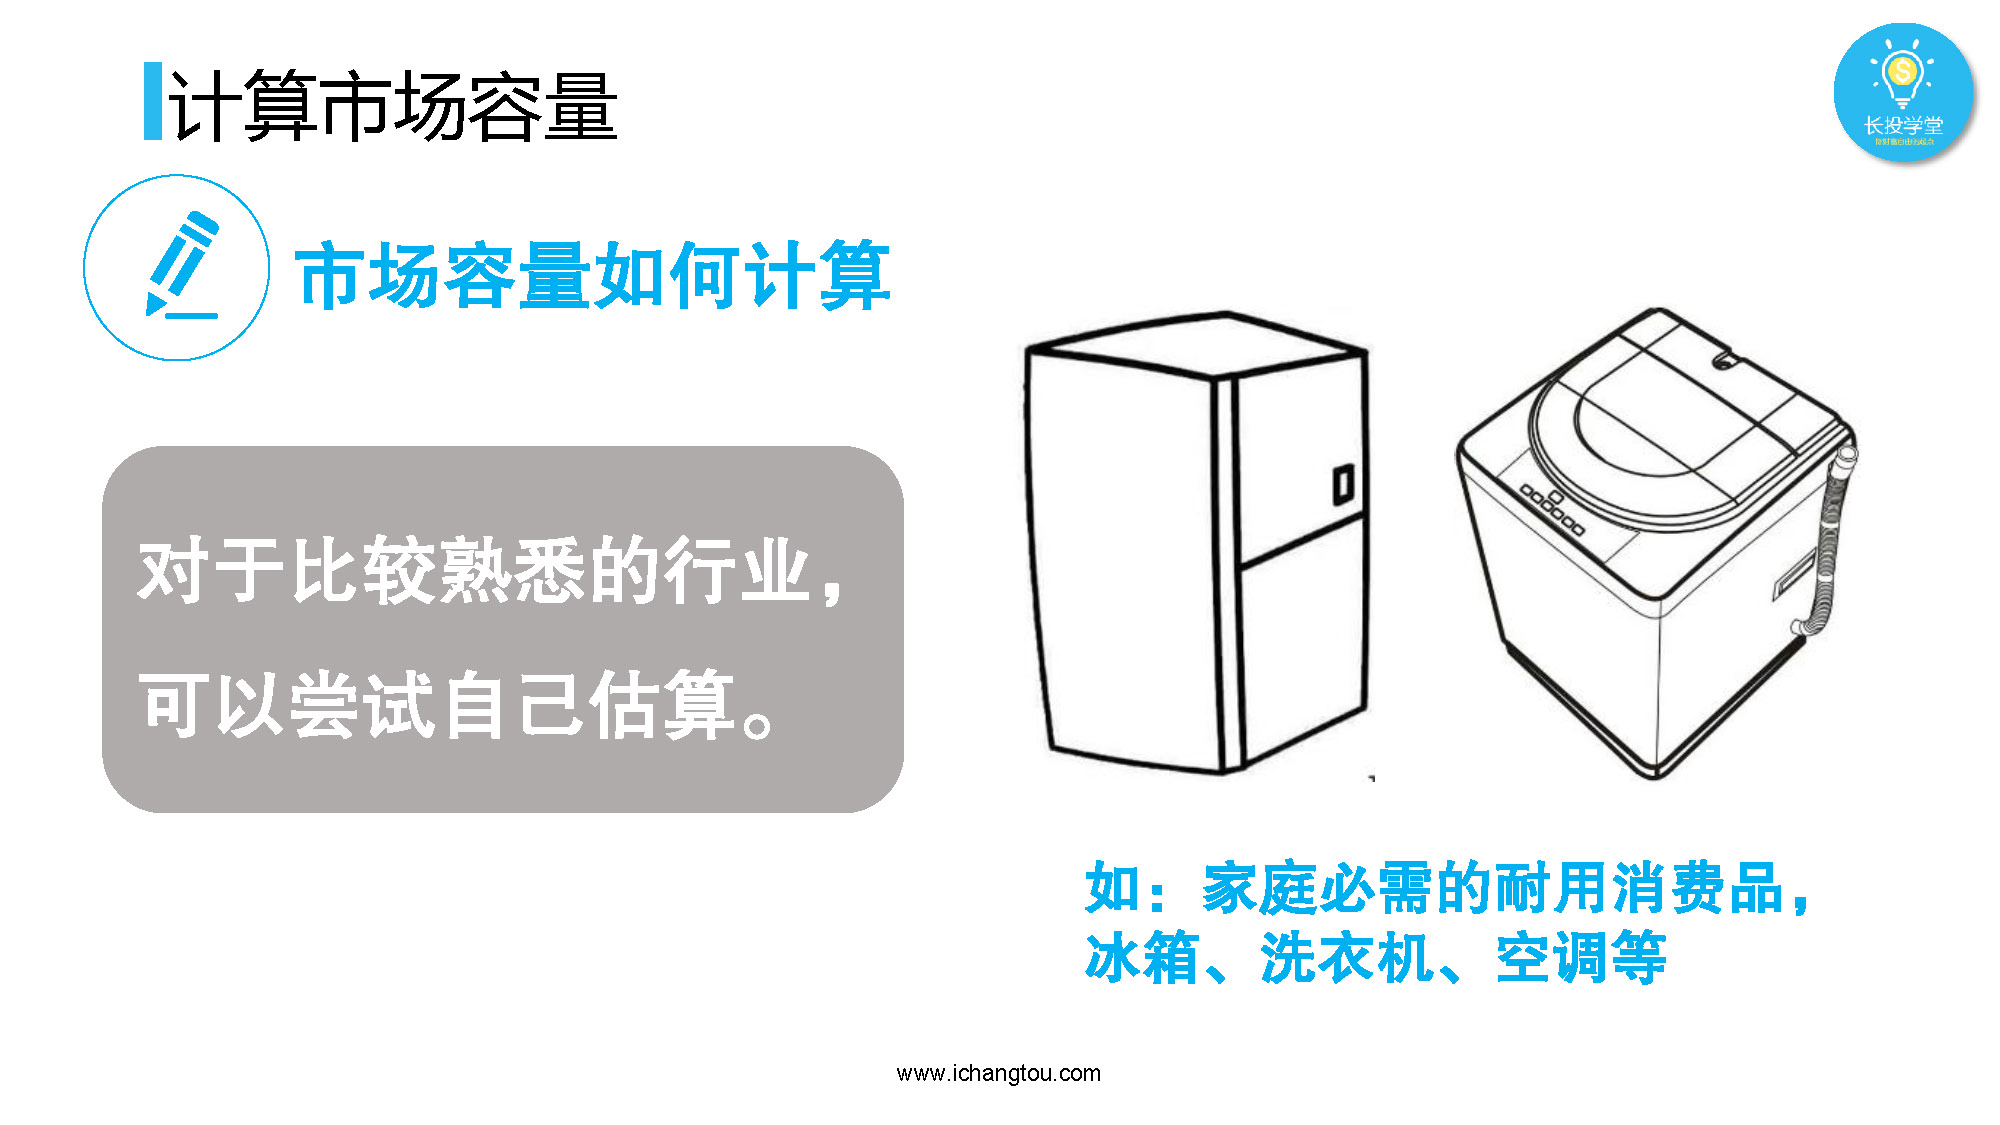 计算市场容量
长投学堂
市场容量如何计算
对于比较熟悉的行业，
可以尝试自己估算。
如：家庭必需的耐用消费品，
冰箱、洗衣机、空调等
www.ichangtou.com